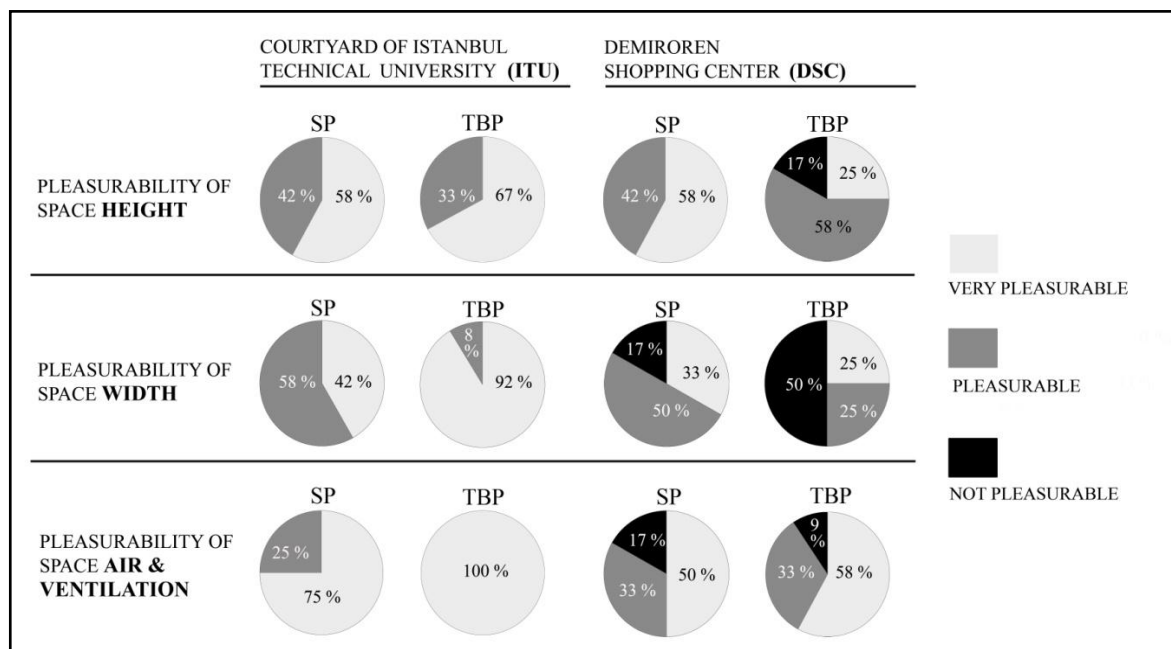 COURTYARD OF ISTANBUL
TECHNICAL UNIVERSITY (ITU)
DEMIROREN
SHOPPING CENTER (DSC)
SP
TBP
SP
TBP
PLEASURABILITY OF
SPACE HEIGHT
42 %
58 %
33 %
67 %
42 %
58 %
17 %
25 %
58 %
SP
TBP
SP
TBP
PLEASURABILITY OF
SPACE WIDTH
58 %
42 %
8
%
92 %
17 %
33 %
50 %
50 %
25 %
25 %
SP
TBP
SP
TBP
PLEASURABILITY OF
SPACE AIR &
VENTILATION
25 %
75 %
100 %
17 %
33 %
50 %
9
%
33 %
58 %
VERY PLEASURABLE
PLEASURABLE
NOT PLEASURABLE